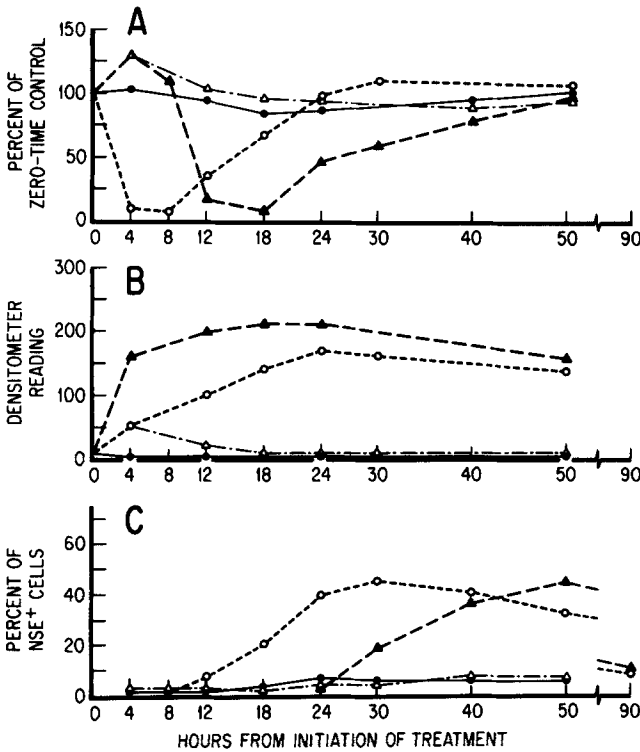 A
PERCENT OF
ZERO-TIME CONTROL
150
100
50
0
0 4 8 12 18 24 30 40 50 90
B
DENSITOMETER
READING
300
200
100
0
0 4 8 12 18 24 30 40 50 90
C
PERCENT OF
NSE+ CELLS
60
40
20
0
0 4 8 12 18 24 30 40 50 90
HOURS FROM INITIATION OF TREATMENT